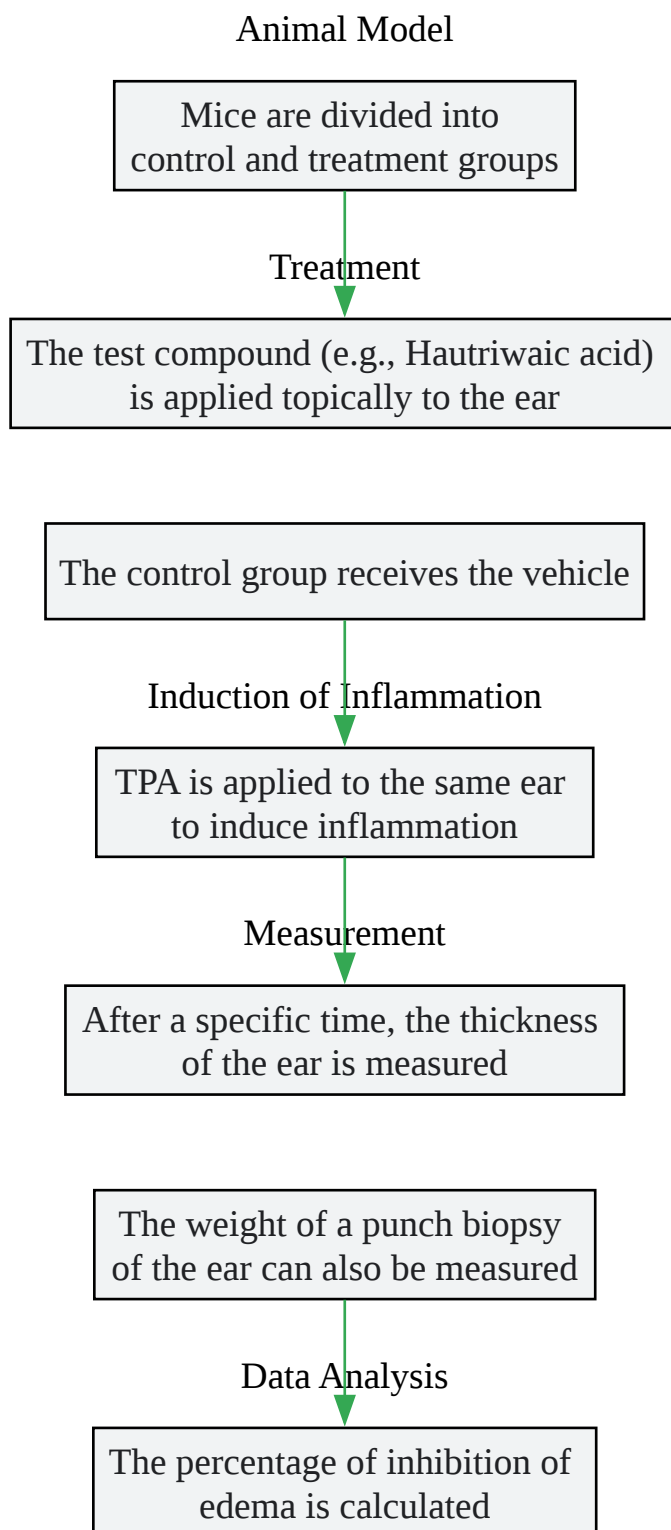 Animal Model
Mice are divided into
control and treatment groups
Treatment
The test compound (e.g., Hautriwaic acid)
is applied topically to the ear
The control group receives the vehicle
Induction of Inflammation
TPA is applied to the same ear
to induce inflammation
Measurement
After a specific time, the thickness
of the ear is measured
The weight of a punch biopsy
of the ear can also be measured
Data Analysis
The percentage of inhibition of
edema is calculated